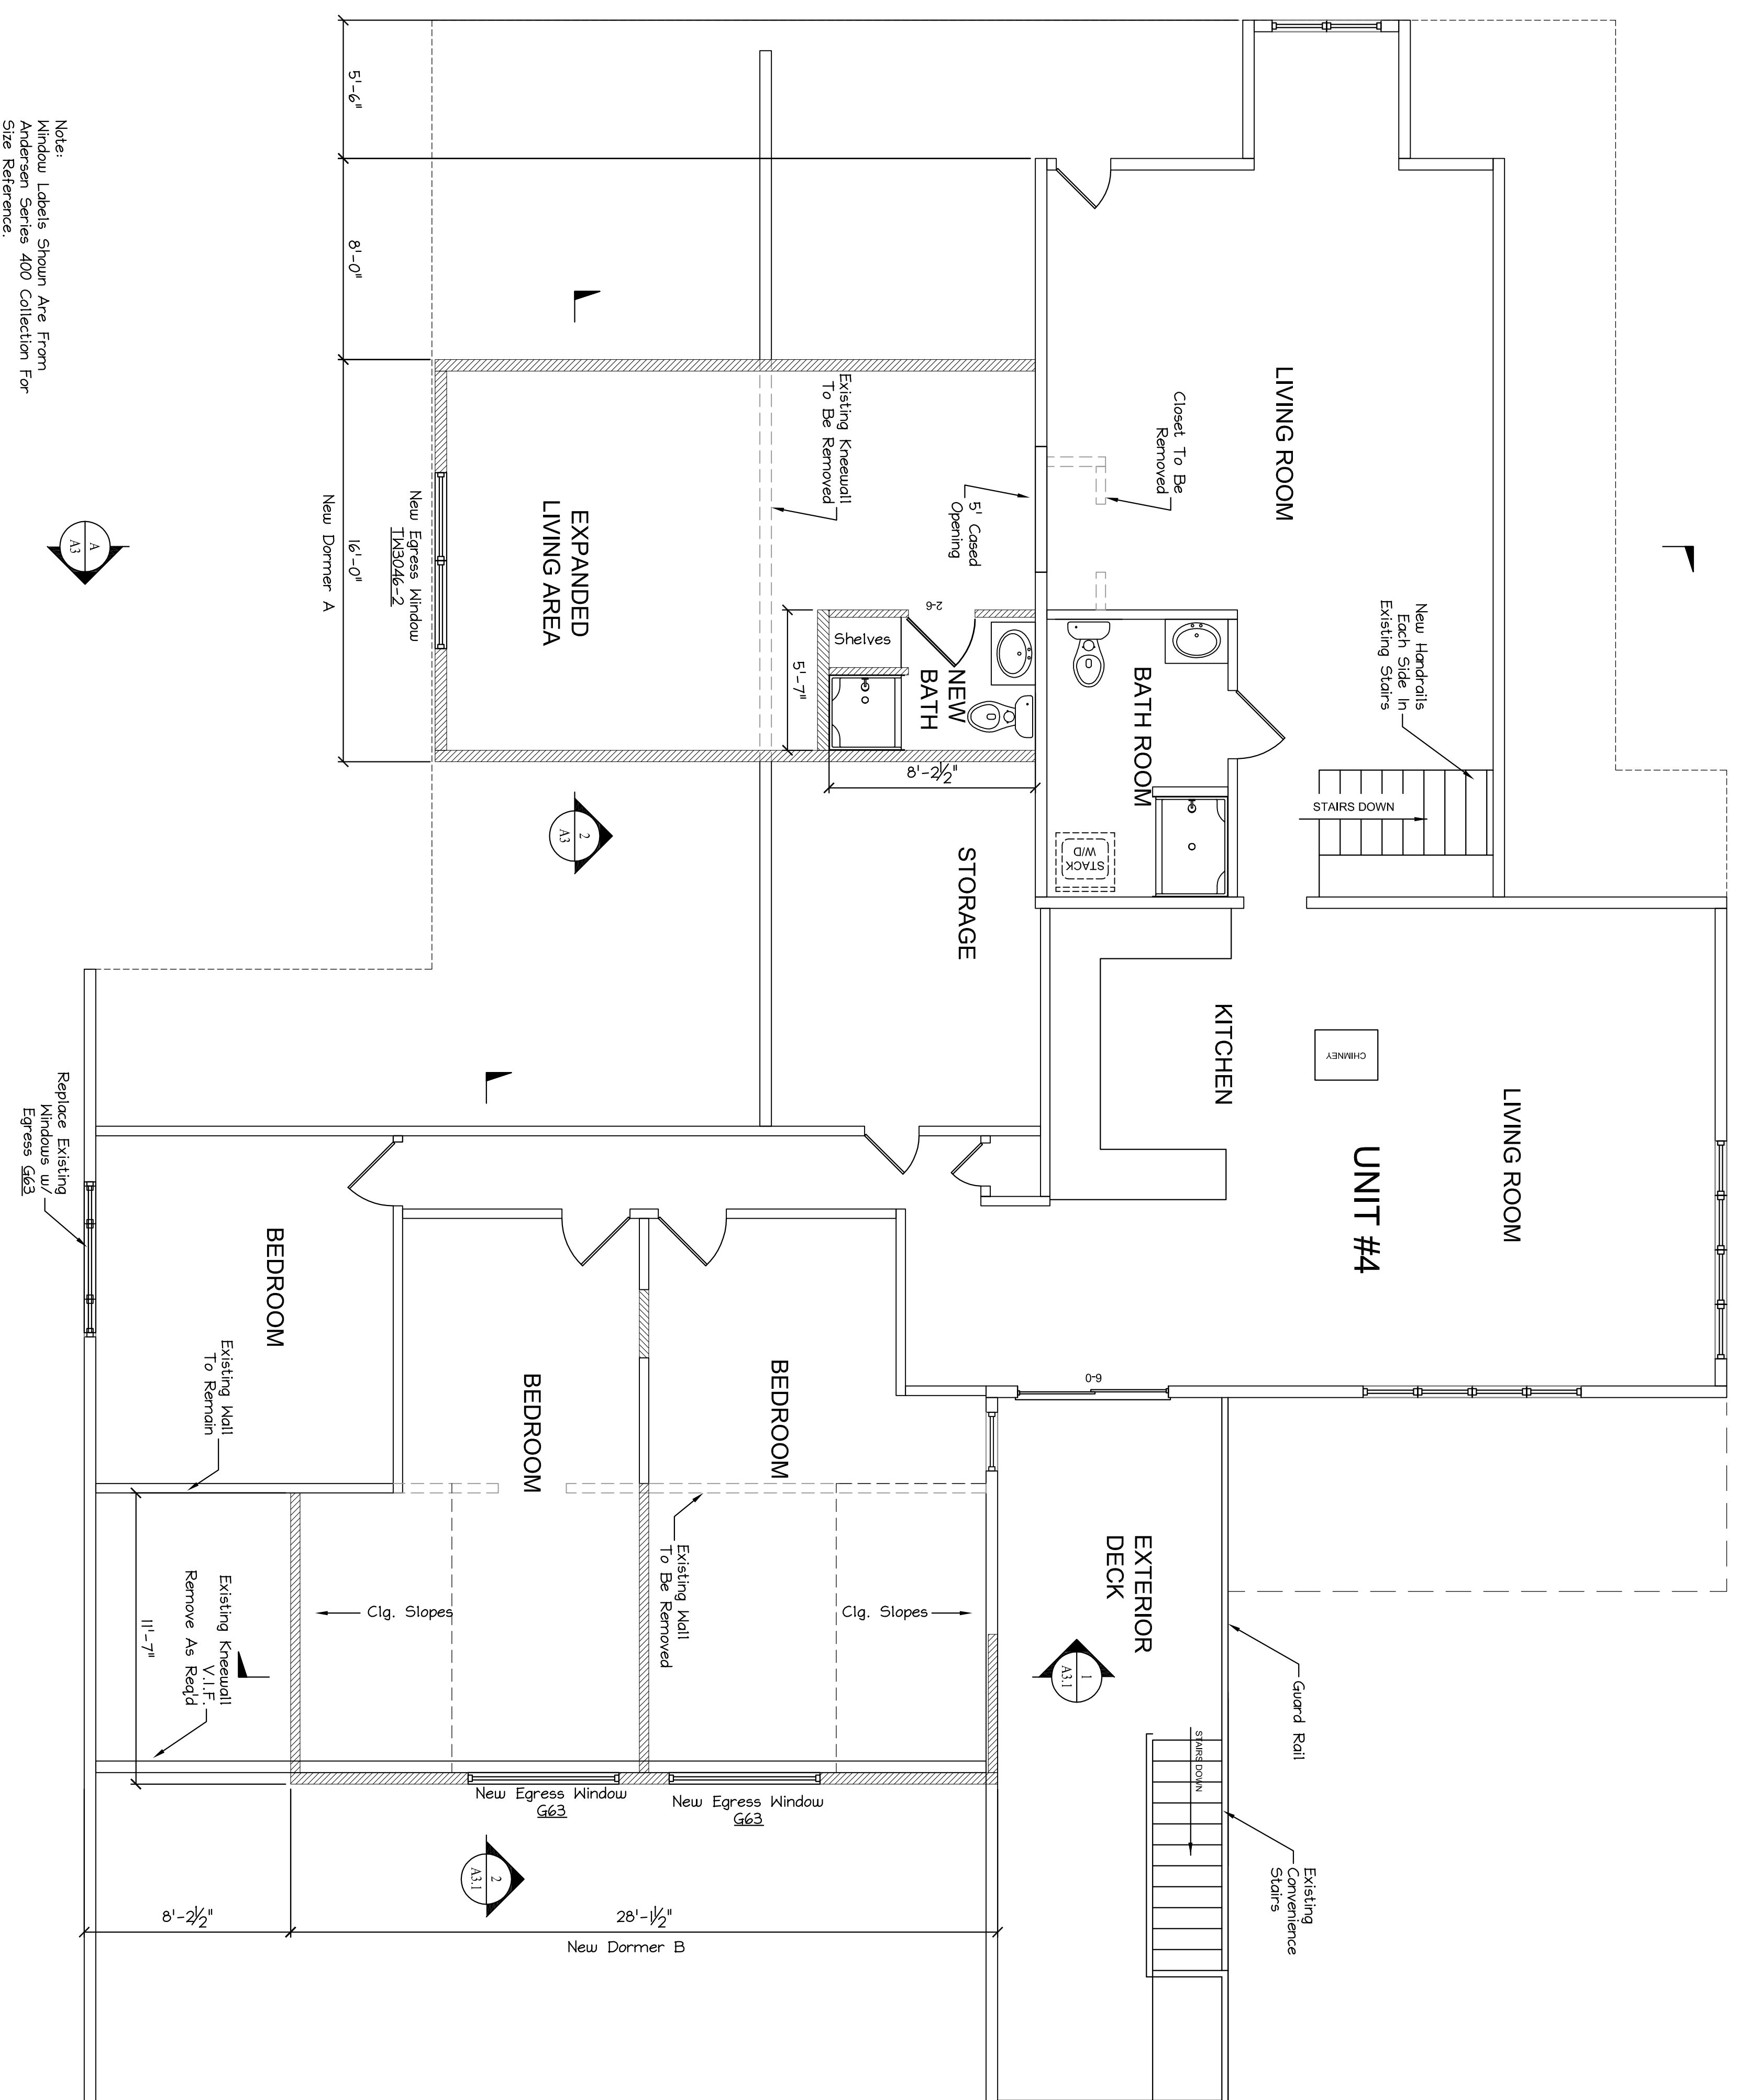 LIVING ROOM
Closet To Be
Removed
5' Cased
Opening
Existing Kneewall
To Be Removed
EXPANDED
LIVING AREA
New Egress Window
TW3046-2
5'-6"
8'-0"
16'-0"
New Dormer A
Note:
Window Labels Shown Are From
Andersen Series 400 Collection For
Size Reference.
A
A3
New Handrails
Each Side In
Existing Stairs
STAIRS DOWN
BATH ROOM
STACK
W/D
2-6
Shelves
NEW
BATH
5'-7"
8'-2½"
2
A3
STORAGE
KITCHEN
CHIMNEY
LIVING ROOM
UNIT #4
6-0
BEDROOM
BEDROOM
BEDROOM
Replace Existing
Windows w/
Egress G63
Existing Wall
To Remain
Existing Wall
To Be Removed
Clg. Slopes
Clg. Slopes
Existing Kneewall
V.I.F.
Remove As Req'd
11'-7"
EXTERIOR
DECK
1
A3.1
Guard Rail
STAIRS DOWN
Existing
Convenience
Stairs
New Egress Window
G63
New Egress Window
G63
2
A3.1
8'-2½"
28'-1½"
New Dormer B